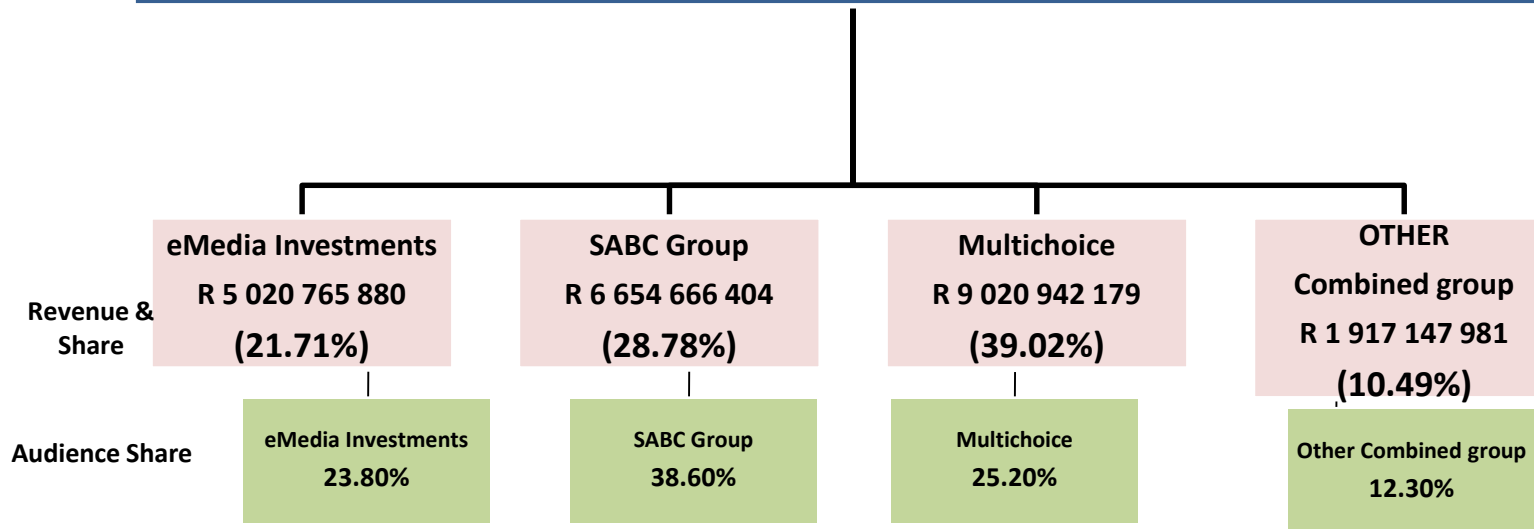 eMedia Investments
R 5 020 765 880
(21.71%)
SABC Group
R 6 654 666 404
(28.78%)
Multichoice
R 9 020 942 179
(39.02%)
OTHER
Combined group
R 1 917 147 981
(10.49%)
Revenue &
Share
Audience Share
eMedia Investments
23.80%
SABC Group
38.60%
Multichoice
25.20%
Other Combined group
12.30%